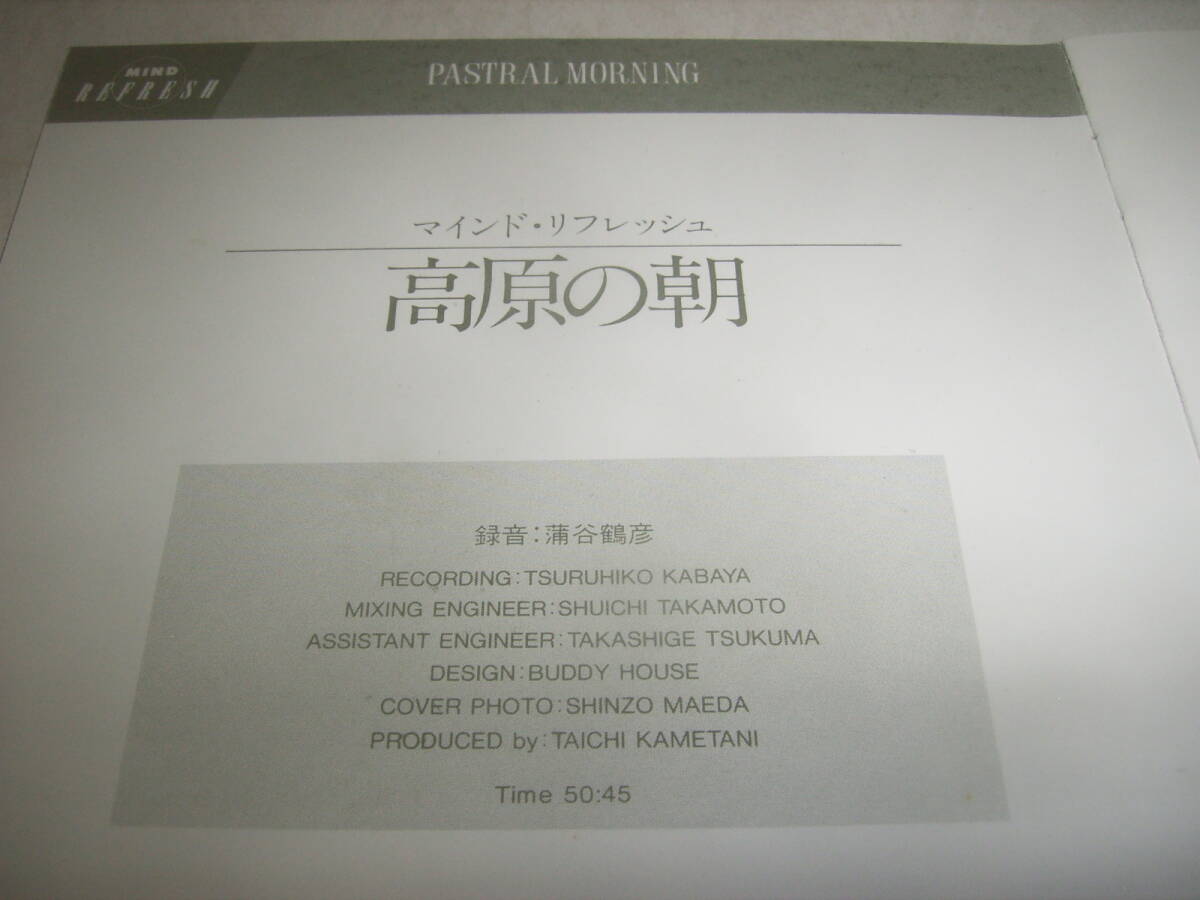 MIND
REFRESH
PASTRAL MORNING
マインド・リフレッシュ
高原の朝
録音:蒲谷鶴彦
RECORDING:TSURUHIKO KABAYA
MIXING ENGINEER:SHUICHI TAKAMOTO
ASSISTANT ENGINEER:TAKASHIGE TSUKUMA
DESIGN:BUDDY HOUSE
COVER PHOTO:SHINZO MAEDA
PRODUCED by:TAICHI KAMETANI
Time 50:45